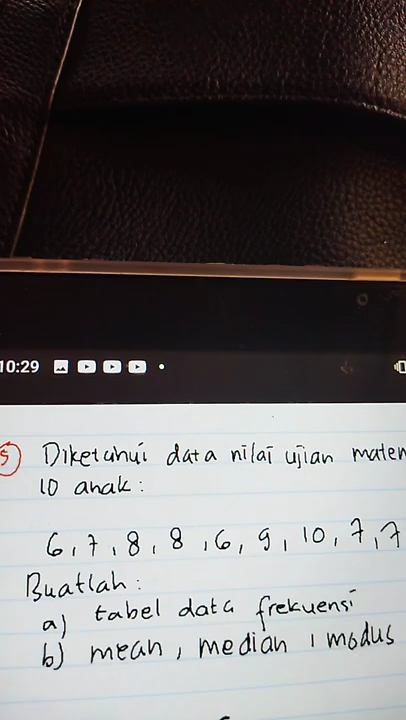 10:29
5 Diketahui data nilai ujian
10 anak :
6, 7, 8, 8, 6, 9, 10, 7, 7
Buatlah :
a) tabel data frekuensi
b) mean, median, modus